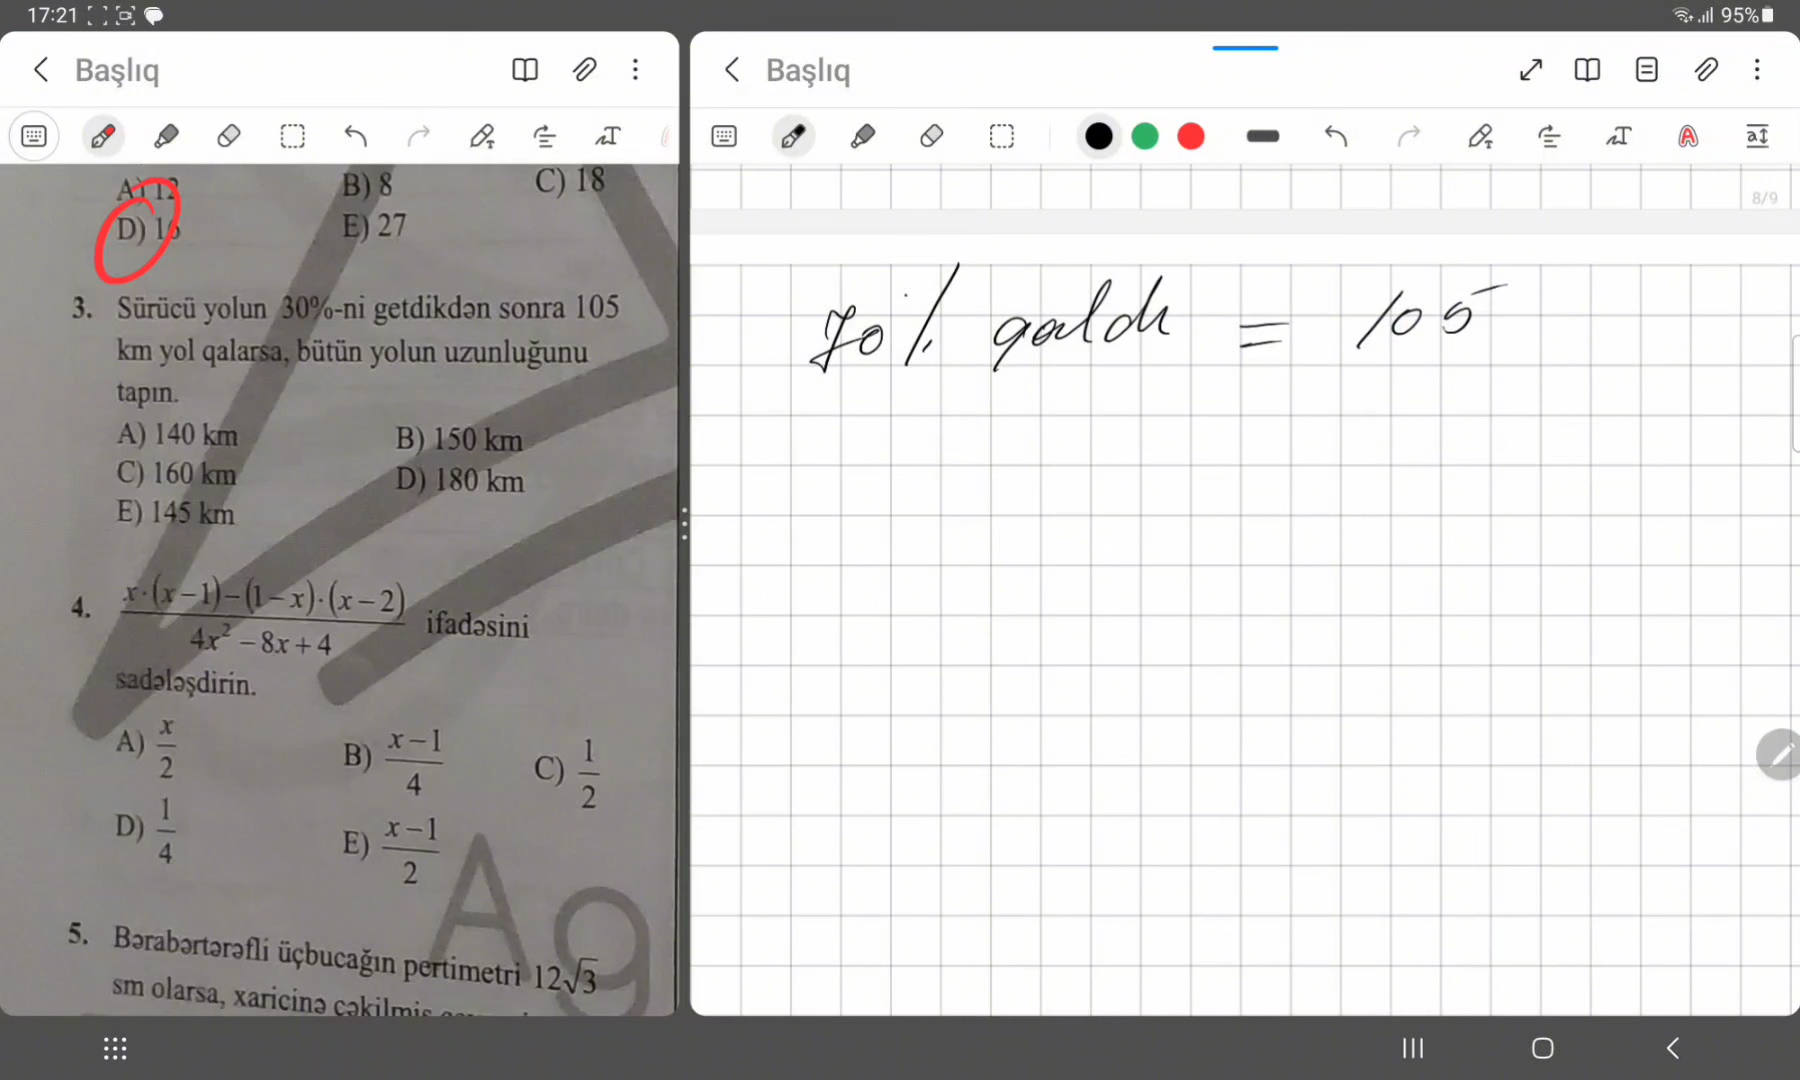 17:21
95%
Başlıq
Başlıq
A) 12 B) 8 C) 18
D) 16 E) 27
3. Sürücü yolun 30%-ni getdikdən sonra 105
km yol qalarsa, bütün yolun uzunluğunu
tapın.
A) 140 km B) 150 km
C) 160 km D) 180 km
E) 145 km
4. x·(x−1)−(1−x)·(x−2) / 4x² −8x+4 ifadəsini
sadələşdirin.
A) x/2 B) x−1/4 C) 1/2
D) 1/4 E) x−1/2
5. Bərabərtərəfli üçbucağın pertimetri 12√3
sm olarsa, xaricinə çəkilmiş
Ag
8/9
70% qaldı = 105